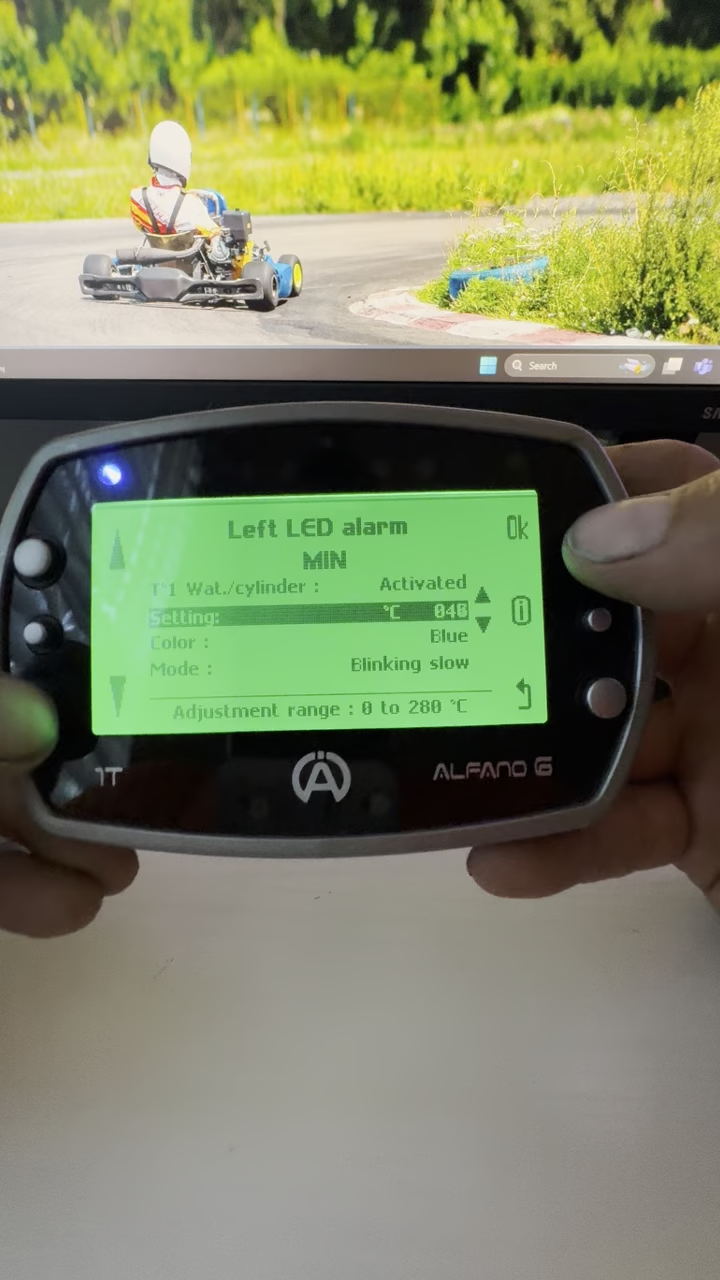 Search
Left LED alarm
Ok
MIN
T°1 Wat./cylinder : Activated
Setting: °C
Color : Blue
Mode : Blinking slow
Adjustment range : 0 to 280 °C
1T
ALFANO 6